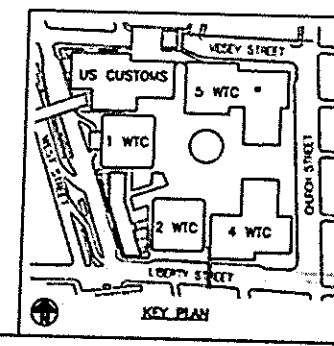 VESEY STREET
US CUSTOMS
5 WTC
1 WTC
WEST STREET
CHURCH STREET
2 WTC
4 WTC
LIBERTY STREET
KEY PLAN